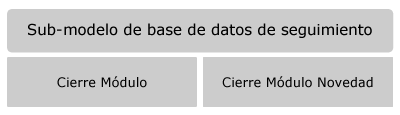 Sub-modelo de base de datos de seguimiento
Cierre Módulo
Cierre Módulo Novedad